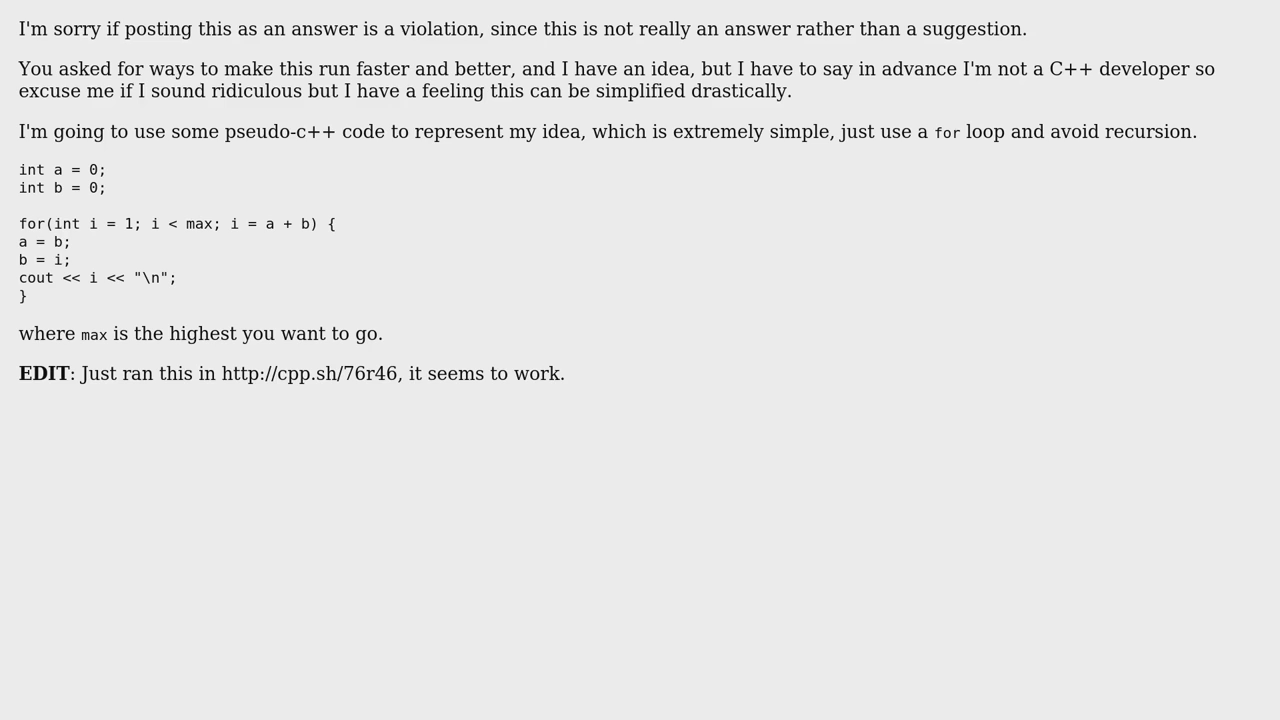 I'm sorry if posting this as an answer is a violation, since this is not really an answer rather than a suggestion.
You asked for ways to make this run faster and better, and I have an idea, but I have to say in advance I'm not a C++ developer so
excuse me if I sound ridiculous but I have a feeling this can be simplified drastically.
I'm going to use some pseudo-c++ code to represent my idea, which is extremely simple, just use a for loop and avoid recursion.
int a = 0;
int b = 0;
for(int i = 1; i < max; i = a + b) {
a = b;
b = i;
cout << i << "\n";
}
where max is the highest you want to go.
EDIT: Just ran this in http://cpp.sh/76r46, it seems to work.